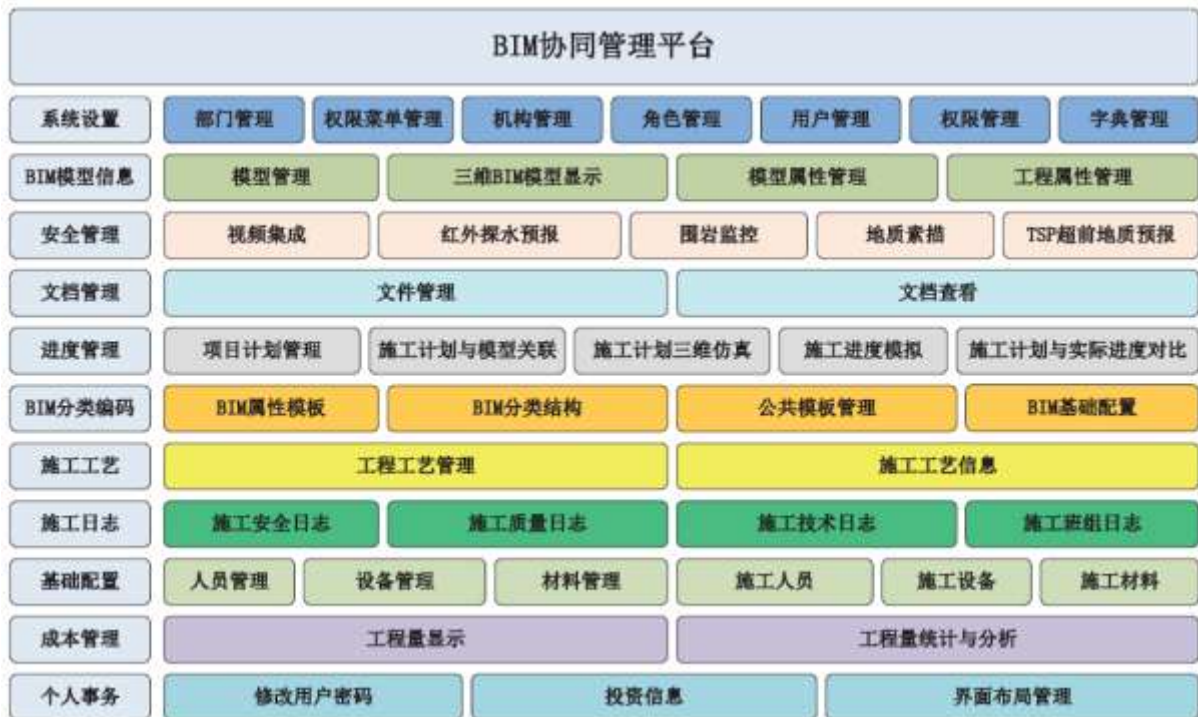 BIM协同管理平台
系统设置 部门管理 权限菜单管理 机构管理 角色管理 用户管理 权限管理 字典管理
BIM模型信息 模型管理 三维BIM模型显示 模型属性管理 工程属性管理
安全管理 视频集成 红外探水预报 围岩监控 地质素描 TSP超前地质预报
文档管理 文件管理 文档查看
进度管理 项目计划管理 施工计划与模型关联 施工计划三维仿真 施工进度模拟 施工计划与实际进度对比
BIM分类编码 BIM属性模板 BIM分类结构 公共模板管理 BIM基础配置
施工工艺 工程工艺管理 施工工艺信息
施工日志 施工安全日志 施工质量日志 施工技术日志 施工班组日志
基础配置 人员管理 设备管理 材料管理 施工人员 施工设备 施工材料
成本管理 工程量显示 工程量统计与分析
个人事务 修改用户密码 投资信息 界面布局管理